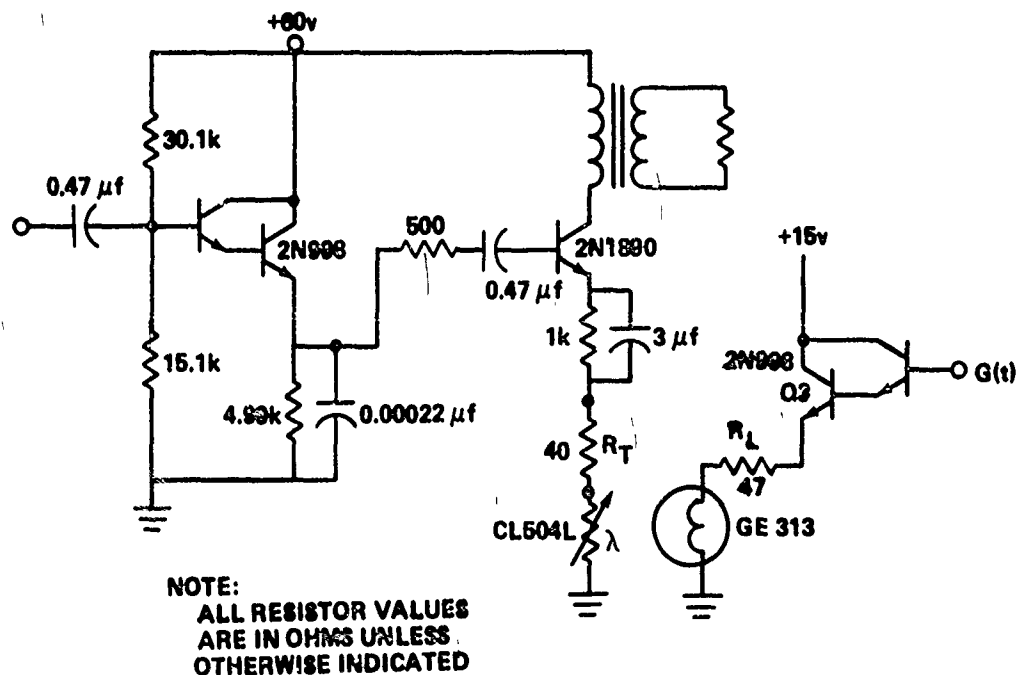 +60v
30.1k
0.47 µf
2N998
500
0.47 µf
2N1890
+15v
1k
3 µf
2N998
Q3
G(t)
15.1k
4.99k
0.00022 µf
40
R_T
R_L
47
CL504L
λ
GE 313
NOTE:
ALL RESISTOR VALUES
ARE IN OHMS UNLESS
OTHERWISE INDICATED